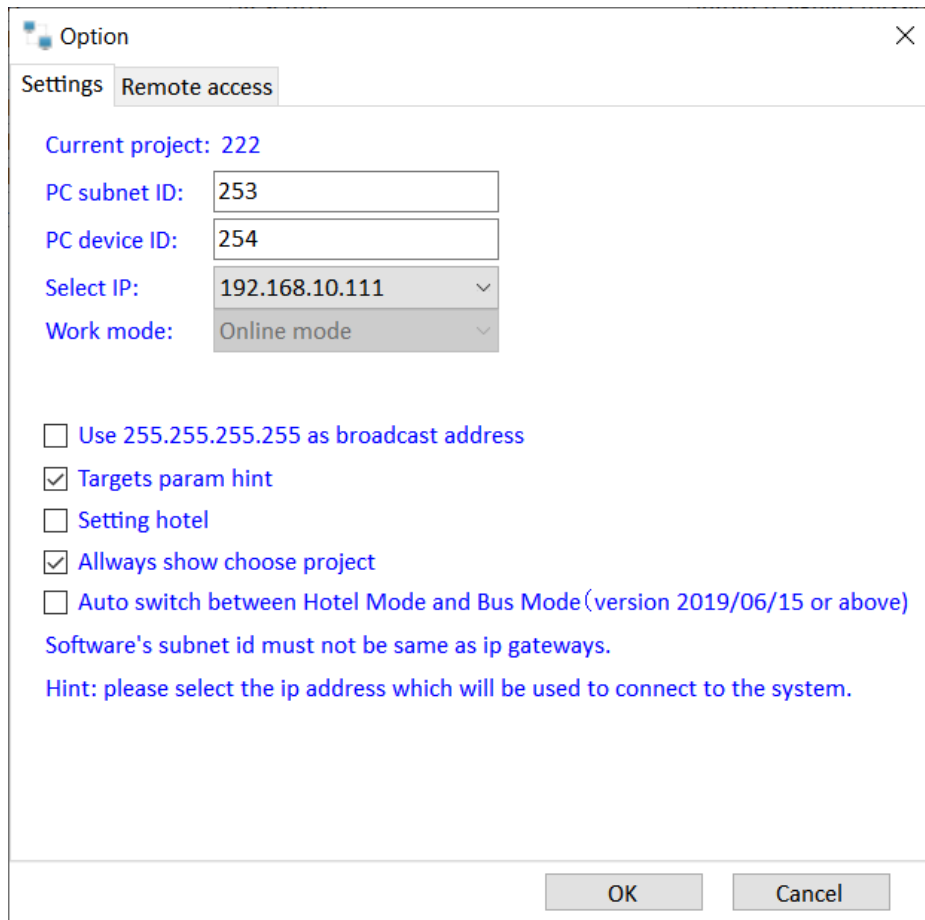 Option
Settings Remote access
Current project: 222
PC subnet ID: 253
PC device ID: 254
Select IP: 192.168.10.111
Work mode: Online mode
Use 255.255.255.255 as broadcast address
Targets param hint
Setting hotel
Allways show choose project
Auto switch between Hotel Mode and Bus Mode(version 2019/06/15 or above)
Software's subnet id must not be same as ip gateways.
Hint: please select the ip address which will be used to connect to the system.
OK Cancel